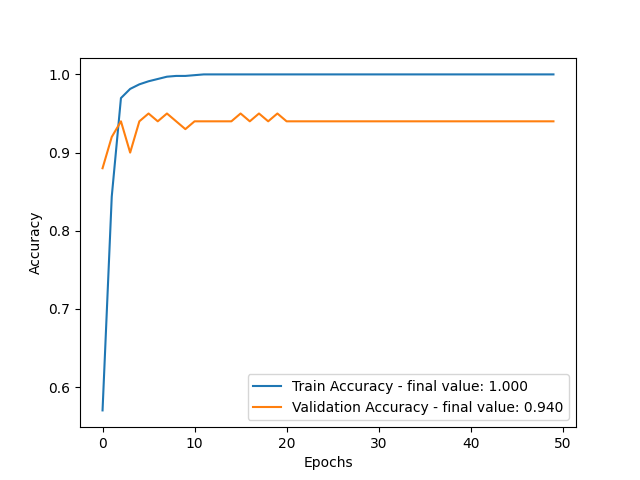 1.0
0.9
0.8
0.7
0.6
Accuracy
Train Accuracy - final value: 1.000
Validation Accuracy - final value: 0.940
0 10 20 30 40 50
Epochs